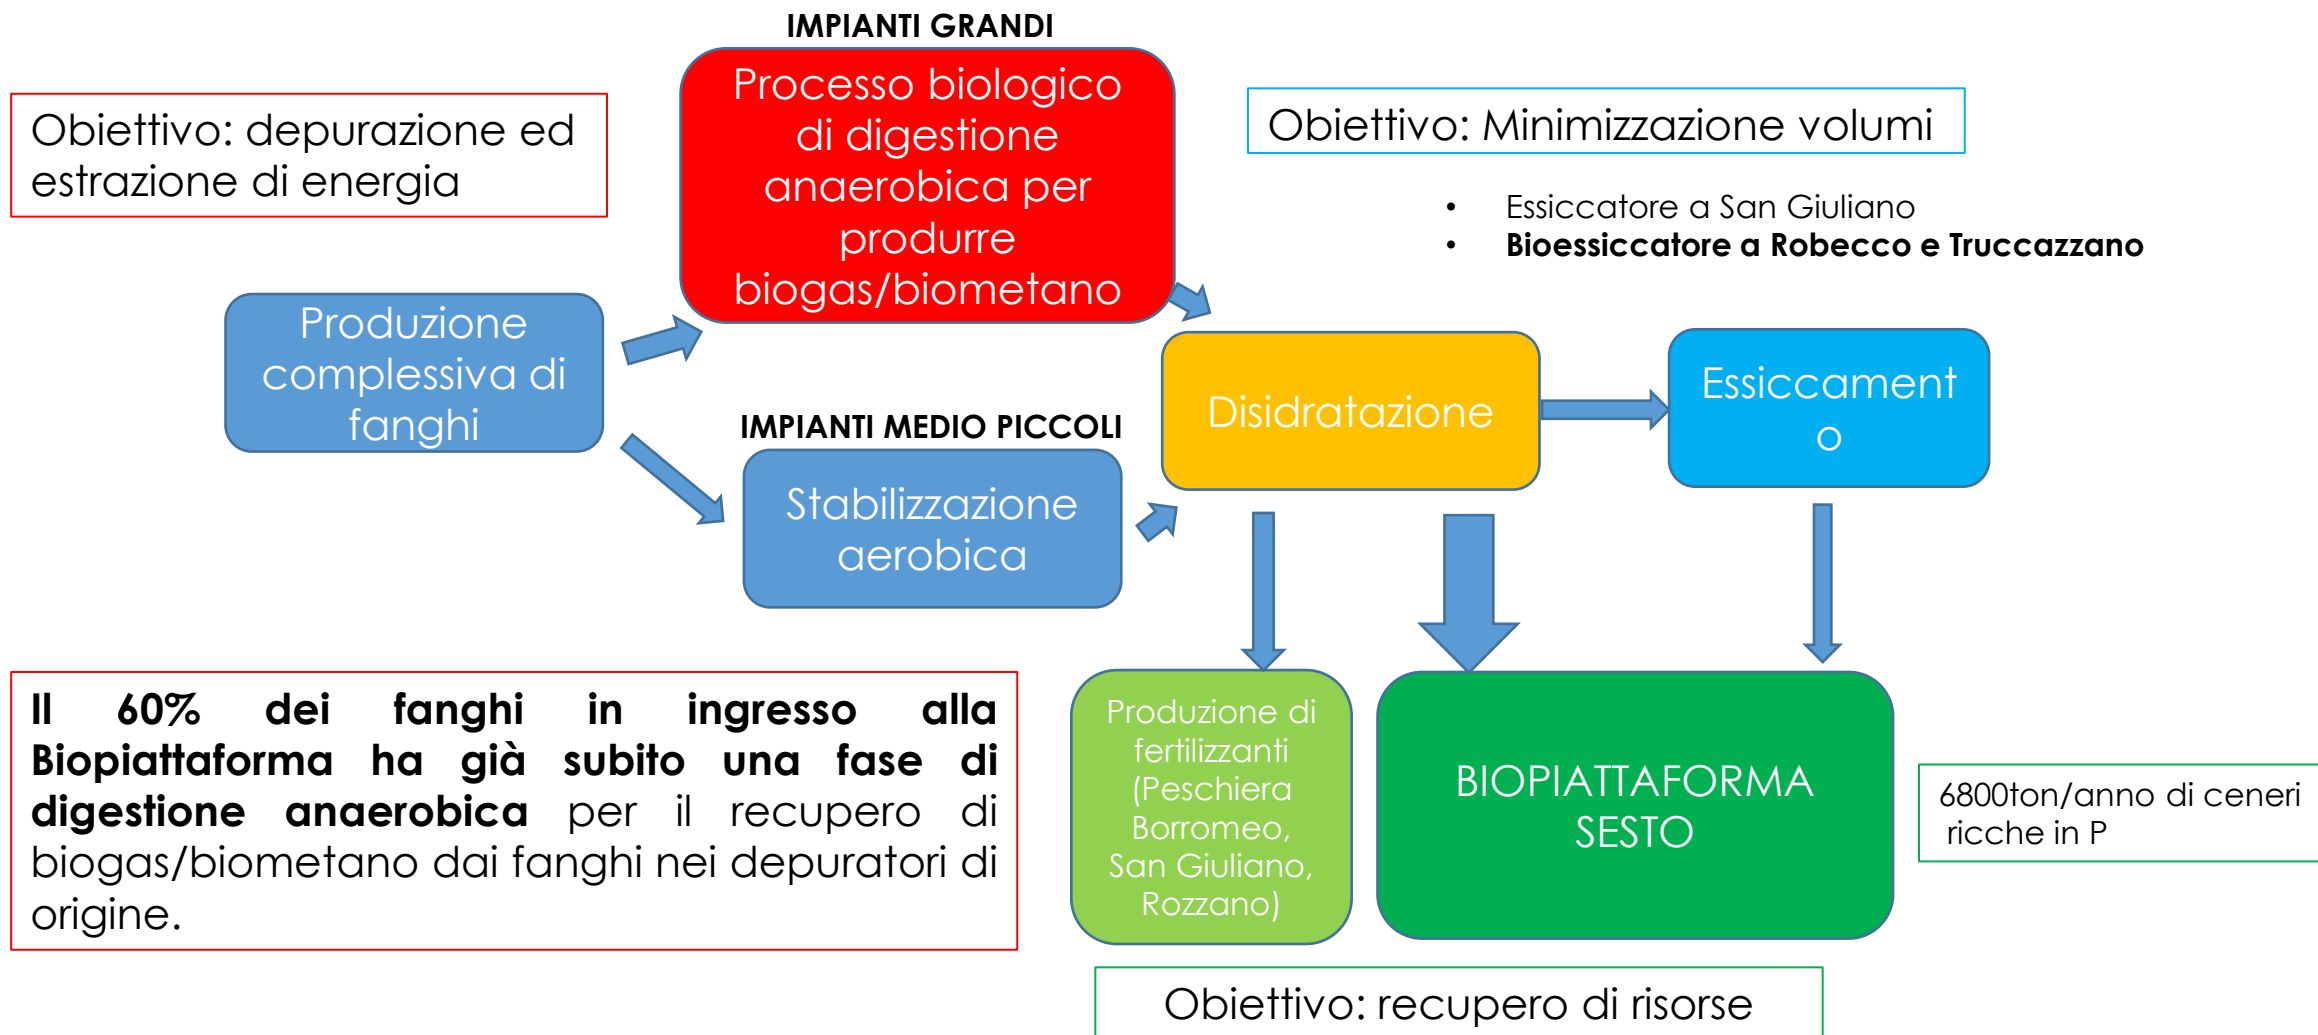 IMPIANTI GRANDI
Processo biologico
di digestione
anaerobica per
produrre
biogas/biometano
Obiettivo: depurazione ed
estrazione di energia
Obiettivo: Minimizzazione volumi
• Essiccatore a San Giuliano
• Bioessiccatore a Robecco e Truccazzano
Produzione
complessiva di
fanghi
IMPIANTI MEDIO PICCOLI
Stabilizzazione
aerobica
Disidratazione
Essiccament
o
Il 60% dei fanghi in ingresso alla
Biopiattaforma ha già subito una fase di
digestione anaerobica per il recupero di
biogas/biometano dai fanghi nei depuratori di
origine.
Produzione di
fertilizzanti
(Peschiera
Borromeo,
San Giuliano,
Rozzano)
BIOPIATTAFORMA
SESTO
6800ton/anno di ceneri
ricche in P
Obiettivo: recupero di risorse